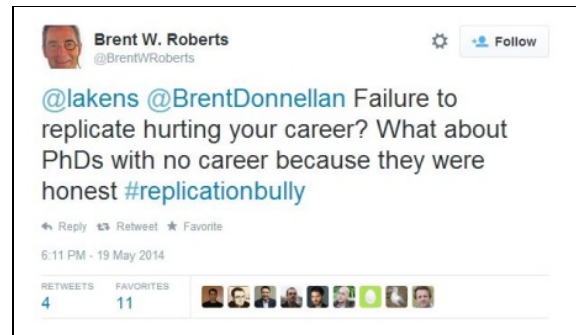 Brent W. Roberts
@BrentWRoberts
Follow
@lakens @BrentDonnellan Failure to
replicate hurting your career? What about
PhDs with no career because they were
honest #replicationbully
Reply Retweet Favorite
6:11 PM - 19 May 2014
RETWEETS FAVORITES
4 11